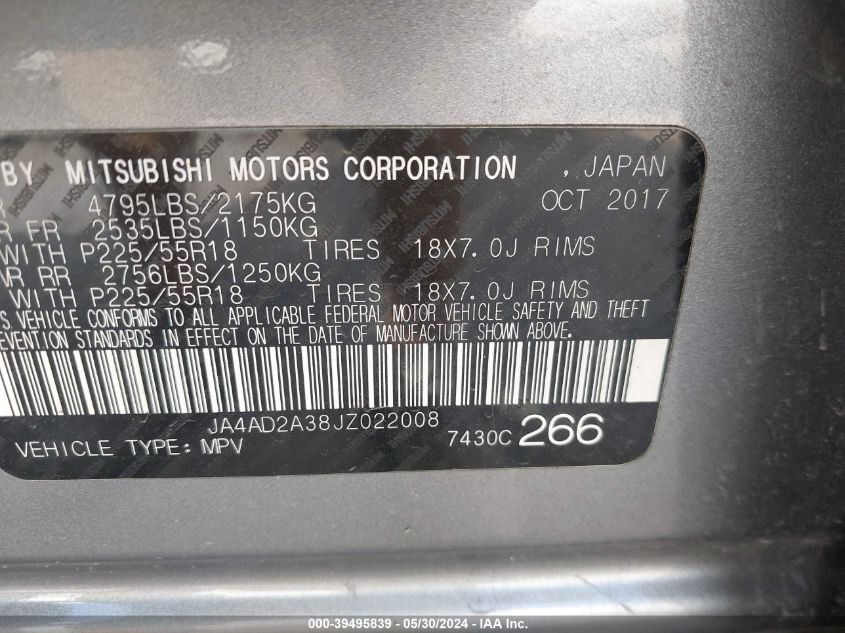 BY MITSUBISHI MOTORS CORPORATION , JAPAN
R 4795LBS/2175KG OCT 2017
R FR 2535LBS/1150KG
WITH P225/55R18 TIRES 18X7.0J RIMS
WR RR 2756LBS/1250KG
WITH P225/55R18 TIRES 18X7.0J RIMS
S VEHICLE CONFORMS TO ALL APPLICABLE FEDERAL MOTOR VEHICLE SAFETY AND THEFT
EVENTION STANDARDS IN EFFECT ON THE DATE OF MANUFACTURE SHOWN ABOVE.
JA4AD2A38JZ022008
VEHICLE TYPE: MPV 7430C 266
000-39495839 - 05/30/2024 - IAA Inc.